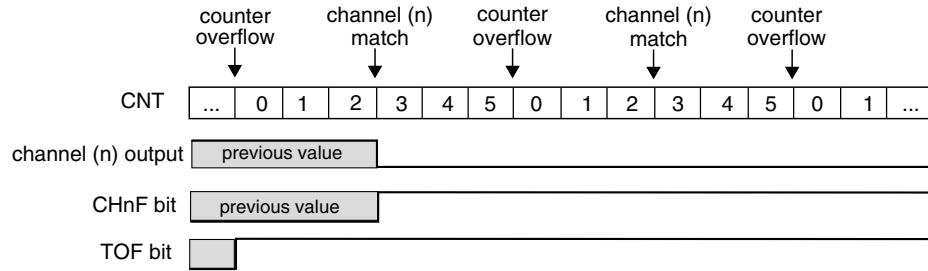 counter overflow
channel (n) match
counter overflow
channel (n) match
counter overflow
CNT ... 0 1 2 3 4 5 0 1 2 3 4 5 0 1 ...
channel (n) output previous value
CHnF bit previous value
TOF bit